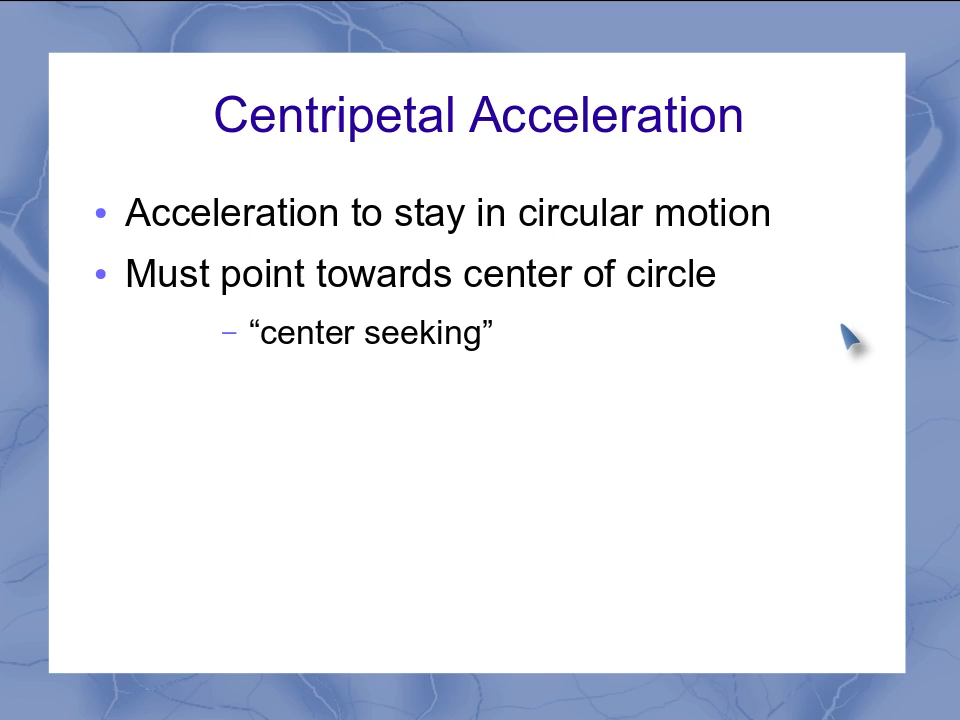 Centripetal Acceleration
• Acceleration to stay in circular motion
• Must point towards center of circle
– “center seeking”